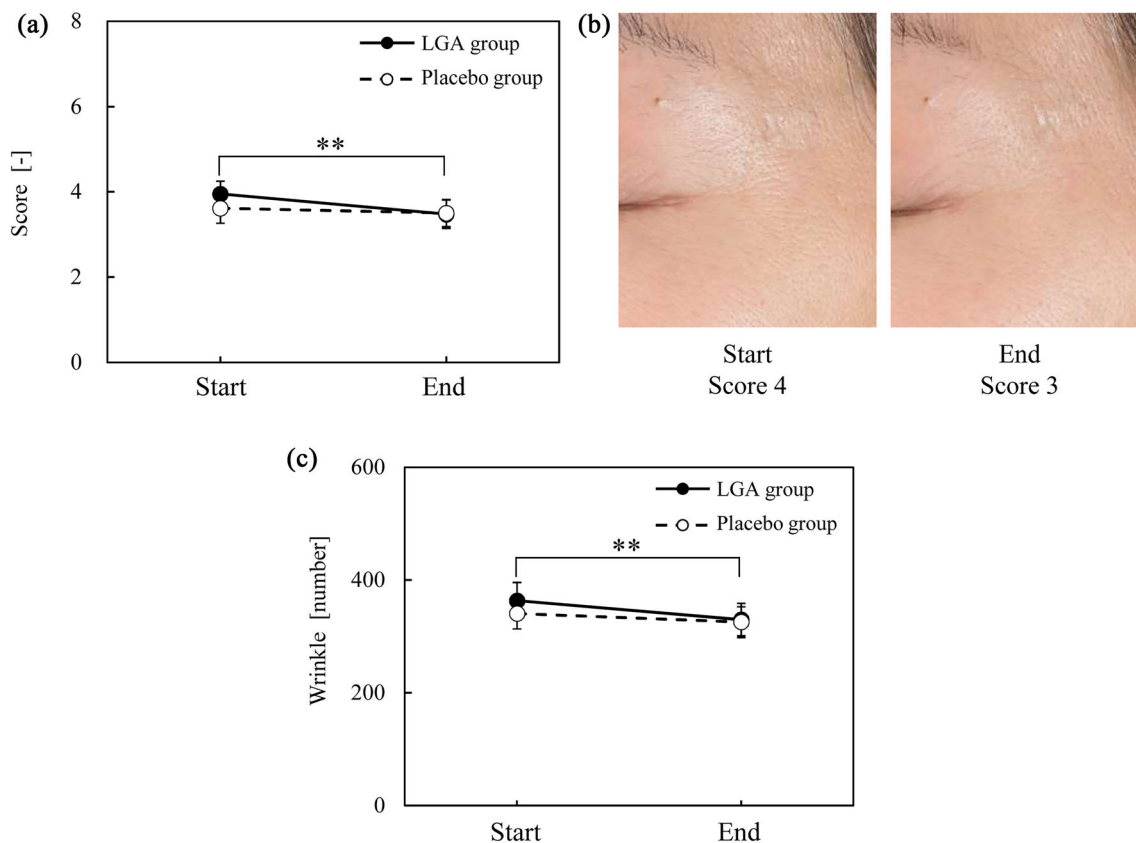 (a)
8
6
4
2
0
Score [-]
LGA group
Placebo group
**
Start
End
(b)
Start
Score 4
End
Score 3
(c)
600
400
200
0
Wrinkle [number]
LGA group
Placebo group
**
Start
End